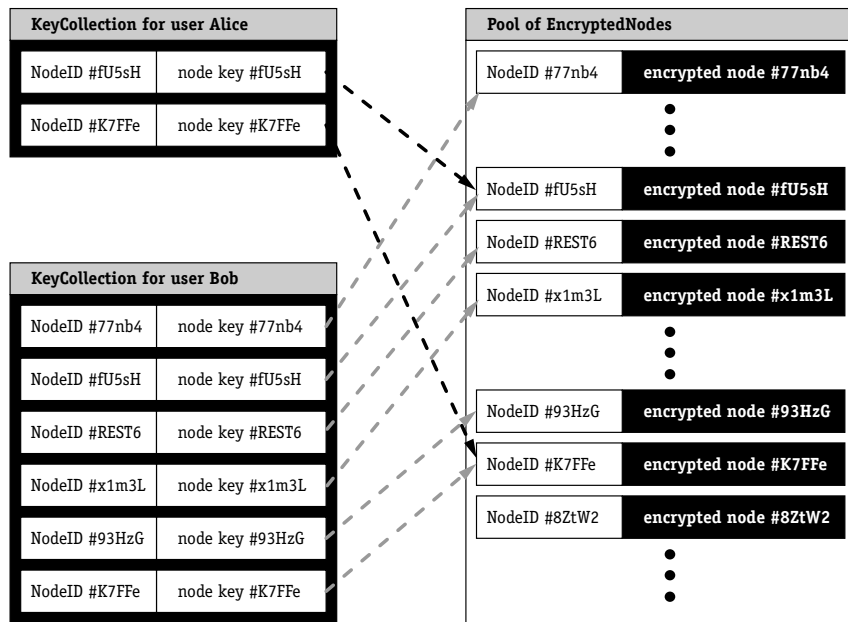 KeyCollection for user Alice
NodeID #fU5sH node key #fU5sH
NodeID #K7FFe node key #K7FFe
KeyCollection for user Bob
NodeID #77nb4 node key #77nb4
NodeID #fU5sH node key #fU5sH
NodeID #REST6 node key #REST6
NodeID #x1m3L node key #x1m3L
NodeID #93HzG node key #93HzG
NodeID #K7FFe node key #K7FFe
Pool of EncryptedNodes
NodeID #77nb4 encrypted node #77nb4
NodeID #fU5sH encrypted node #fU5sH
NodeID #REST6 encrypted node #REST6
NodeID #x1m3L encrypted node #x1m3L
NodeID #93HzG encrypted node #93HzG
NodeID #K7FFe encrypted node #K7FFe
NodeID #8ZtW2 encrypted node #8ZtW2